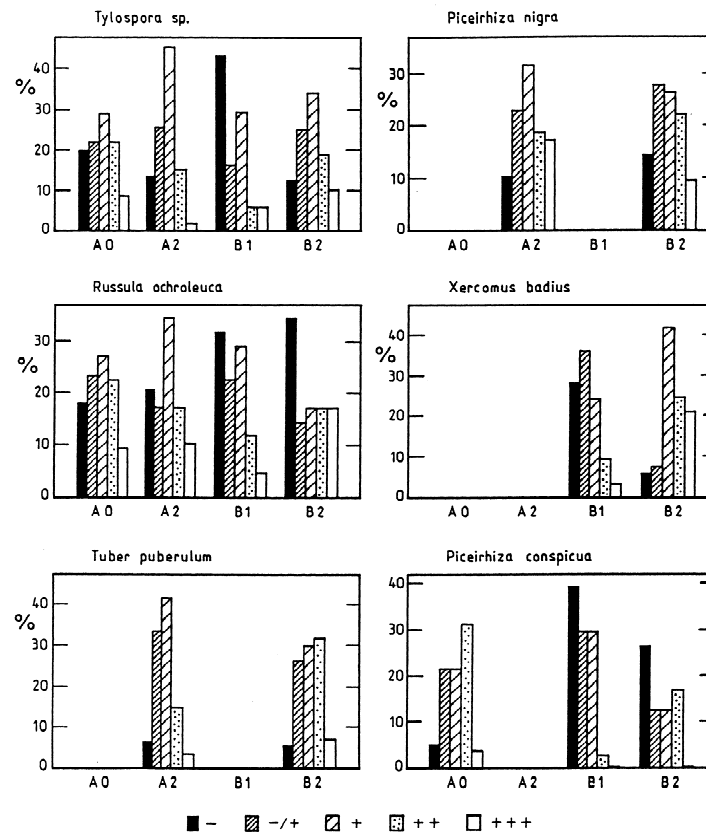 Tylospora sp.
%
40
30
20
10
0
A0 A2 B1 B2
Piceirhiza nigra
%
30
20
10
0
A0 A2 B1 B2
Russula ochroleuca
%
30
20
10
0
A0 A2 B1 B2
Xercomus badius
%
40
30
20
10
0
A0 A2 B1 B2
Tuber puberulum
%
40
30
20
10
0
A0 A2 B1 B2
Piceirhiza conspicua
%
40
30
20
10
0
A0 A2 B1 B2
- -/+ + ++ +++